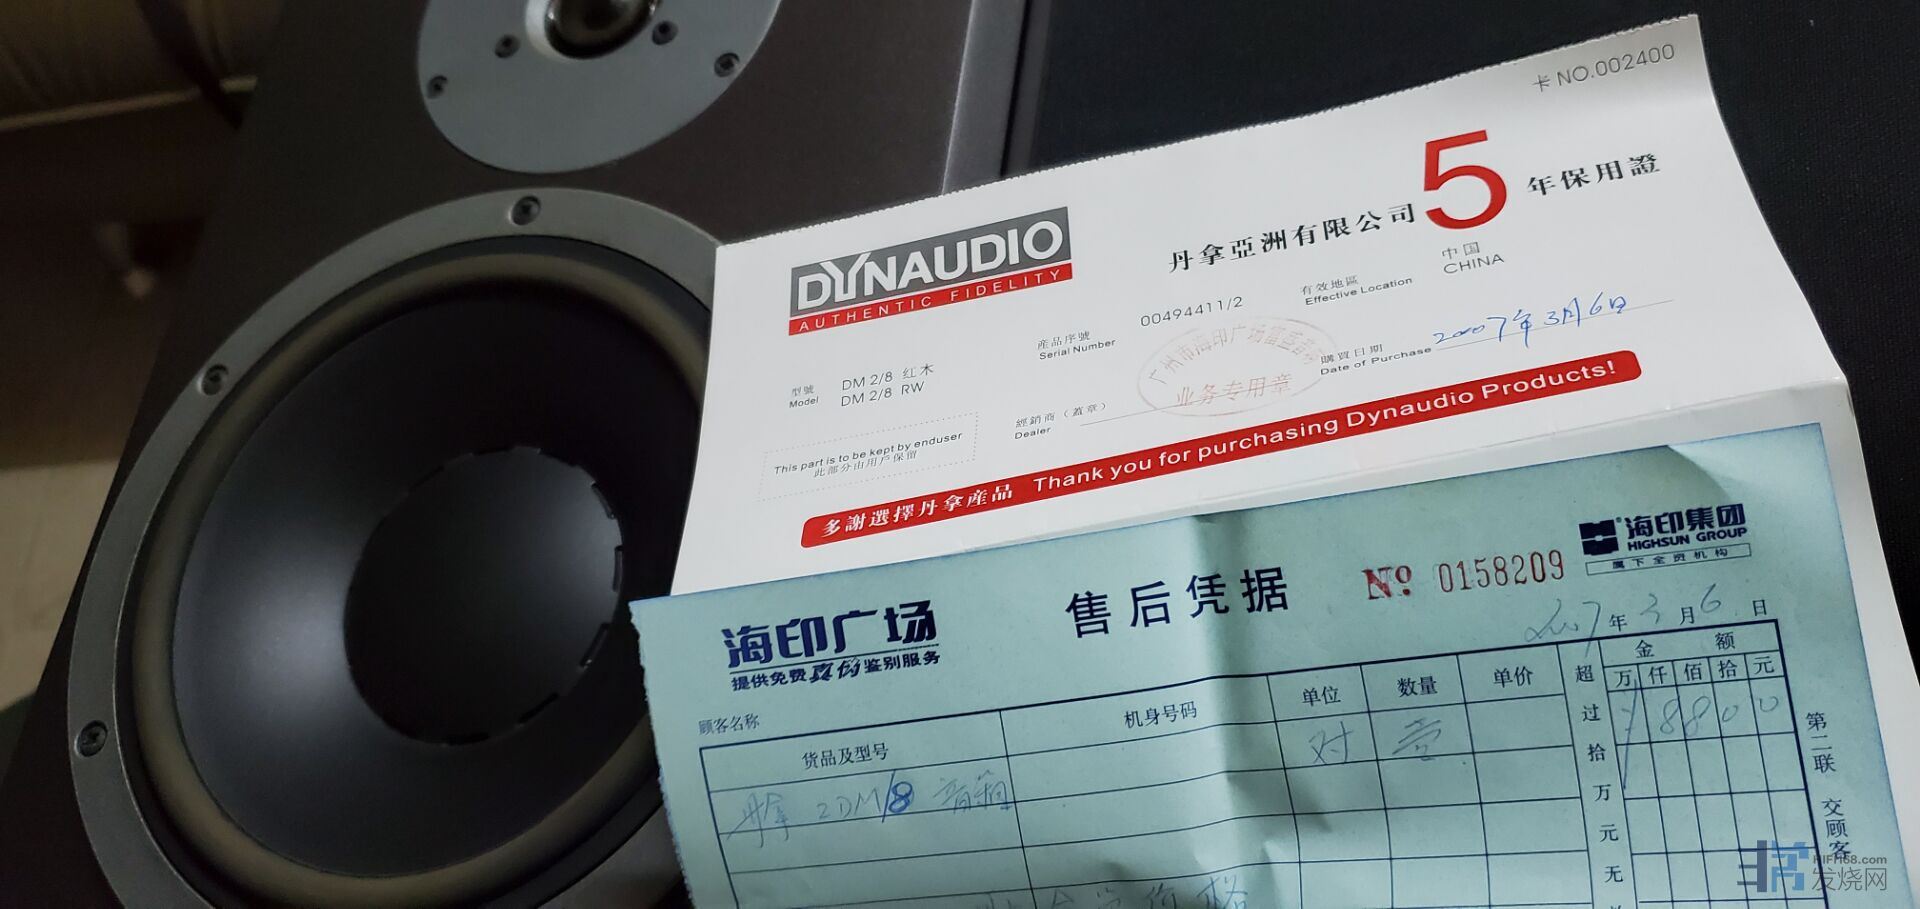 卡 NO.002400
DYNAUDIO
AUTHENTIC FIDELITY
丹拿亞洲有限公司 5 年保用證
型號 DM 2/8 红木
Model DM 2/8 RW
產品序號 00494411/2
Serial Number
有效地區 中国
Effective Location CHINA
購買日期 2007年3月6日
Date of Purchase
經銷商（蓋章）
Dealer
业务专用章
This part is to be kept by enduser
此部分由用戶保留
多謝選擇丹拿產品 Thank you for purchasing Dynaudio Products!
海印广场
提供免费真伪鉴别服务
售后凭据
№ 0158209
海印集团
HIGHSUN GROUP
属下全资机构
2007年3月6日
顾客名称
货品及型号 机身号码 单位 数量 单价 超过拾万元无 金额
万 仟 佰 拾 元
丹拿 2DM/8 音箱 对 壹 8 8 0 0
第二联 交顾客
HIFI168.com
发烧网